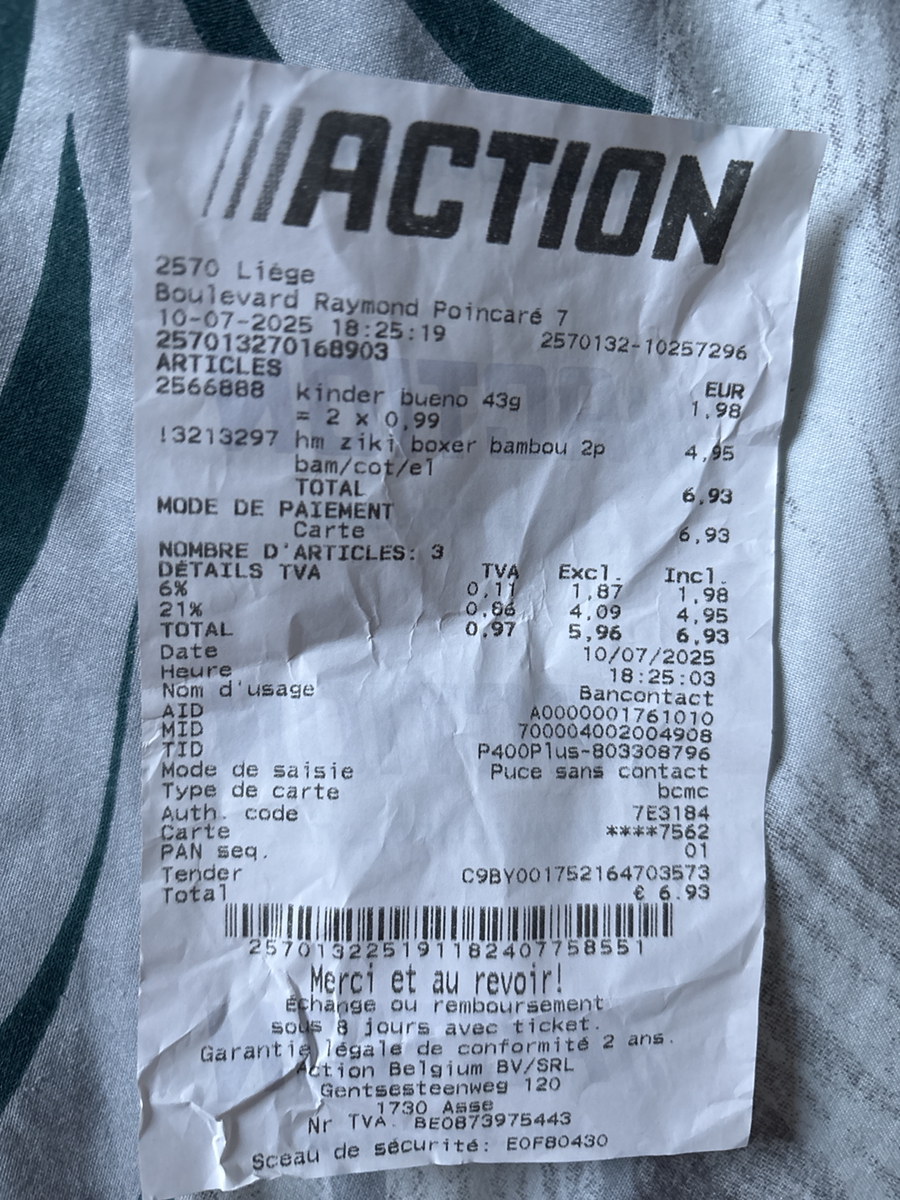 ACTION
2570 Liége
Boulevard Raymond Poincaré 7
10-07-2025 18:25:19 2570132-10257296
257013270168903
ARTICLES EUR
2566888 kinder bueno 43g 1,98
= 2 x 0,99
!3213297 hm ziki boxer bambou 2p 4,95
bam/cot/el
TOTAL 6,93
MODE DE PAIEMENT
Carte 6,93
NOMBRE D'ARTICLES: 3
DÉTAILS TVA TVA Excl. Incl.
6% 0,11 1,87 1,98
21% 0,86 4,09 4,95
TOTAL 0,97 5,96 6,93
Date 10/07/2025
Heure 18:25:03
Nom d'usage Bancontact
AID A0000001761010
MID 700004002004908
TID P400Plus-803308796
Mode de saisie Puce sans contact
Type de carte bcmc
Auth. code 7E3184
Carte ****7562
PAN seq. 01
Tender C9BY001752164703573
Total € 6.93
257013225191182407758551
Merci et au revoir!
Échange ou remboursement
sous 8 jours avec ticket.
Garantie légale de conformité 2 ans.
Action Belgium BV/SRL
Gentsesteenweg 120
1730 Asse
Nr TVA. BE0873975443
Sceau de sécurité: E0F80430